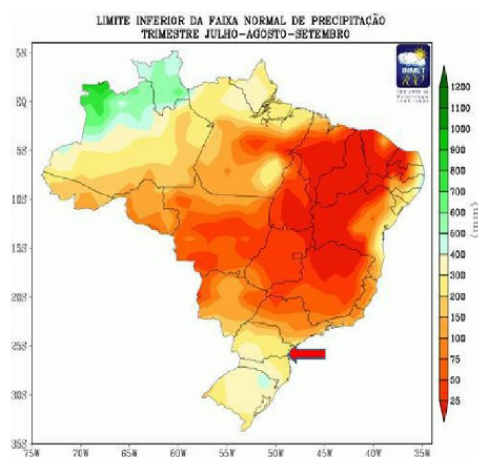 LIMITE INFERIOR DA FAIXA NORMAL DE PRECIPITAÇÃO
TRIMESTRE JULHO-AGOSTO-SETEMBRO
INMET
100
5N
EQ
5S
10S
15S
20S
25S
30S
35S
75W
70W
65W
60W
55W
50W
45W
40W
35W
1200
1100
1000
900
800
700
600
500
400
300
200
150
100
75
50
25
(mm)